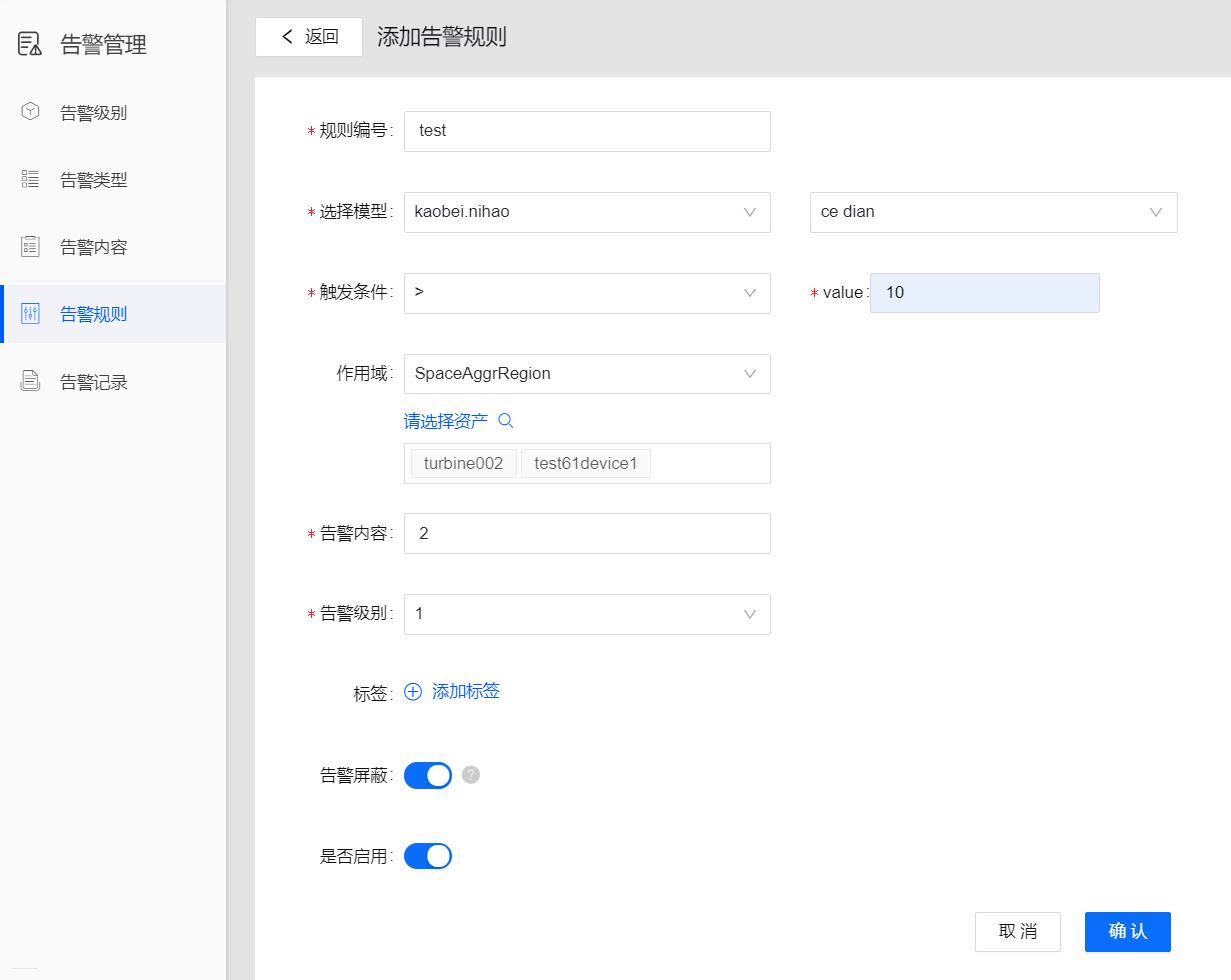 告警管理
告警级别
告警类型
告警内容
告警规则
告警记录
返回 添加告警规则
* 规则编号: test
* 选择模型: kaobei.nihao ce dian
* 触发条件: > * value: 10
作用域: SpaceAggrRegion
请选择资产
turbine002 test61device1
* 告警内容: 2
* 告警级别: 1
标签: 添加标签
告警屏蔽: ?
是否启用:
取 消 确 认